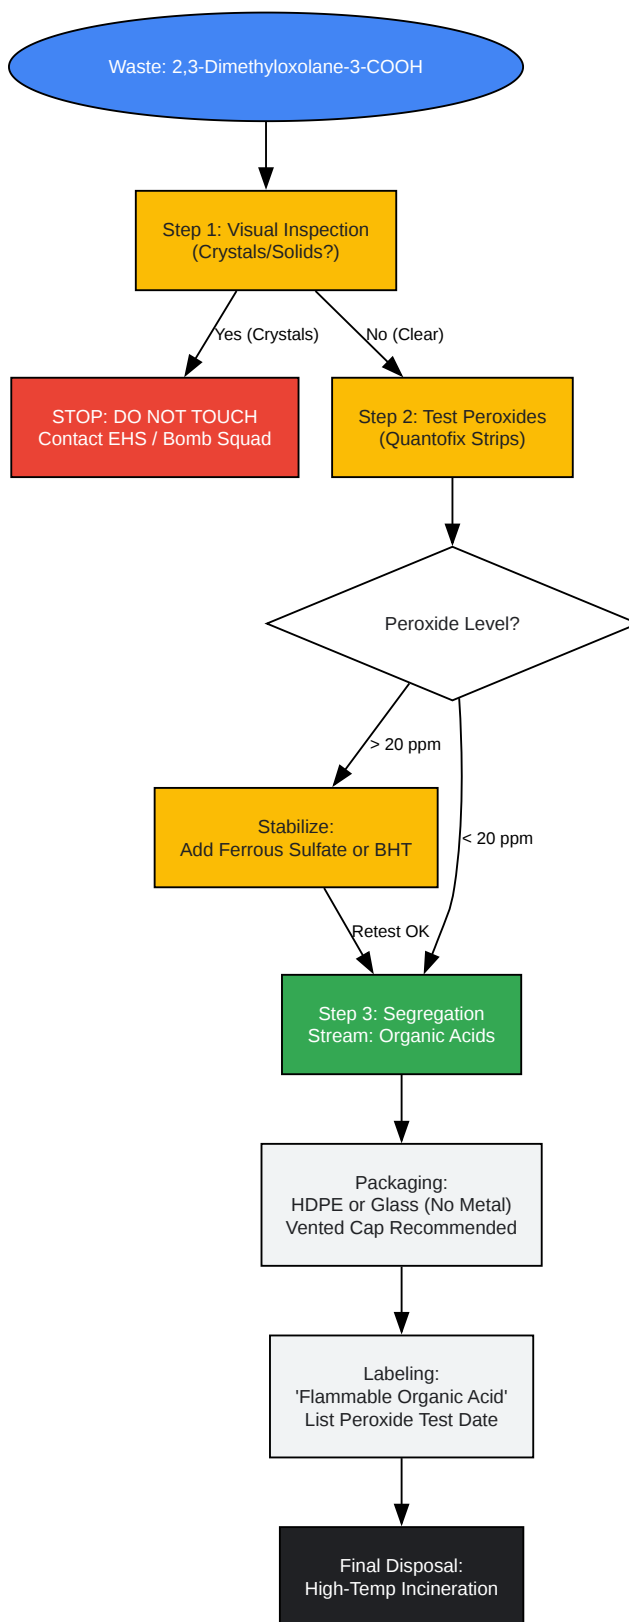 Waste: 2,3-Dimethyloxolane-3-COOH
Step 1: Visual Inspection
(Crystals/Solids?)
Yes (Crystals)
No (Clear)
STOP: DO NOT TOUCH
Contact EHS / Bomb Squad
Step 2: Test Peroxides
(Quantofix Strips)
Peroxide Level?
> 20 ppm
Stabilize:
Add Ferrous Sulfate or BHT
< 20 ppm
Retest OK
Step 3: Segregation
Stream: Organic Acids
Packaging:
HDPE or Glass (No Metal)
Vented Cap Recommended
Labeling:
'Flammable Organic Acid'
List Peroxide Test Date
Final Disposal:
High-Temp Incineration